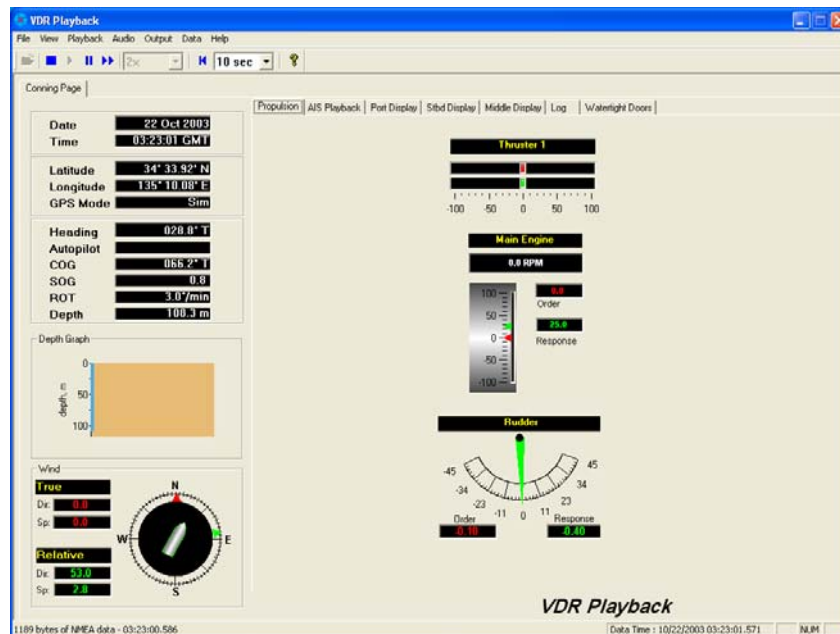 VDR Playback
File View Playback Audio Output Data Help
2x 10 sec ?
Conning Page
Propulsion AIS Playback Port Display Stbd Display Middle Display Log Watertight Doors
Date 22 Oct 2003
Time 03:23:01 GMT
Latitude 34° 33.92' N
Longitude 135° 10.08' E
GPS Mode Sim
Heading 028.8° T
Autopilot
COG 066.2° T
SOG 0.8
ROT 3.0°/min
Depth 108.3 m
Depth Graph
depth, m
0
50
100
Wind
True
Dir: 0.0
Sp: 0.0
Relative
Dir: 53.0
Sp: 2.8
N
W E
S
Thruster 1
-100 -50 0 50 100
Main Engine
0.0 RPM
100
50
0
-50
-100
0.0
Order
25.0
Response
Rudder
-45 -34 -23 -11 0 11 23 34 45
Order Response
-0.10 -0.40
VDR Playback
1189 bytes of NMEA data - 03:23:00.586 Data Time : 10/22/2003 03:23:01.571 NUM